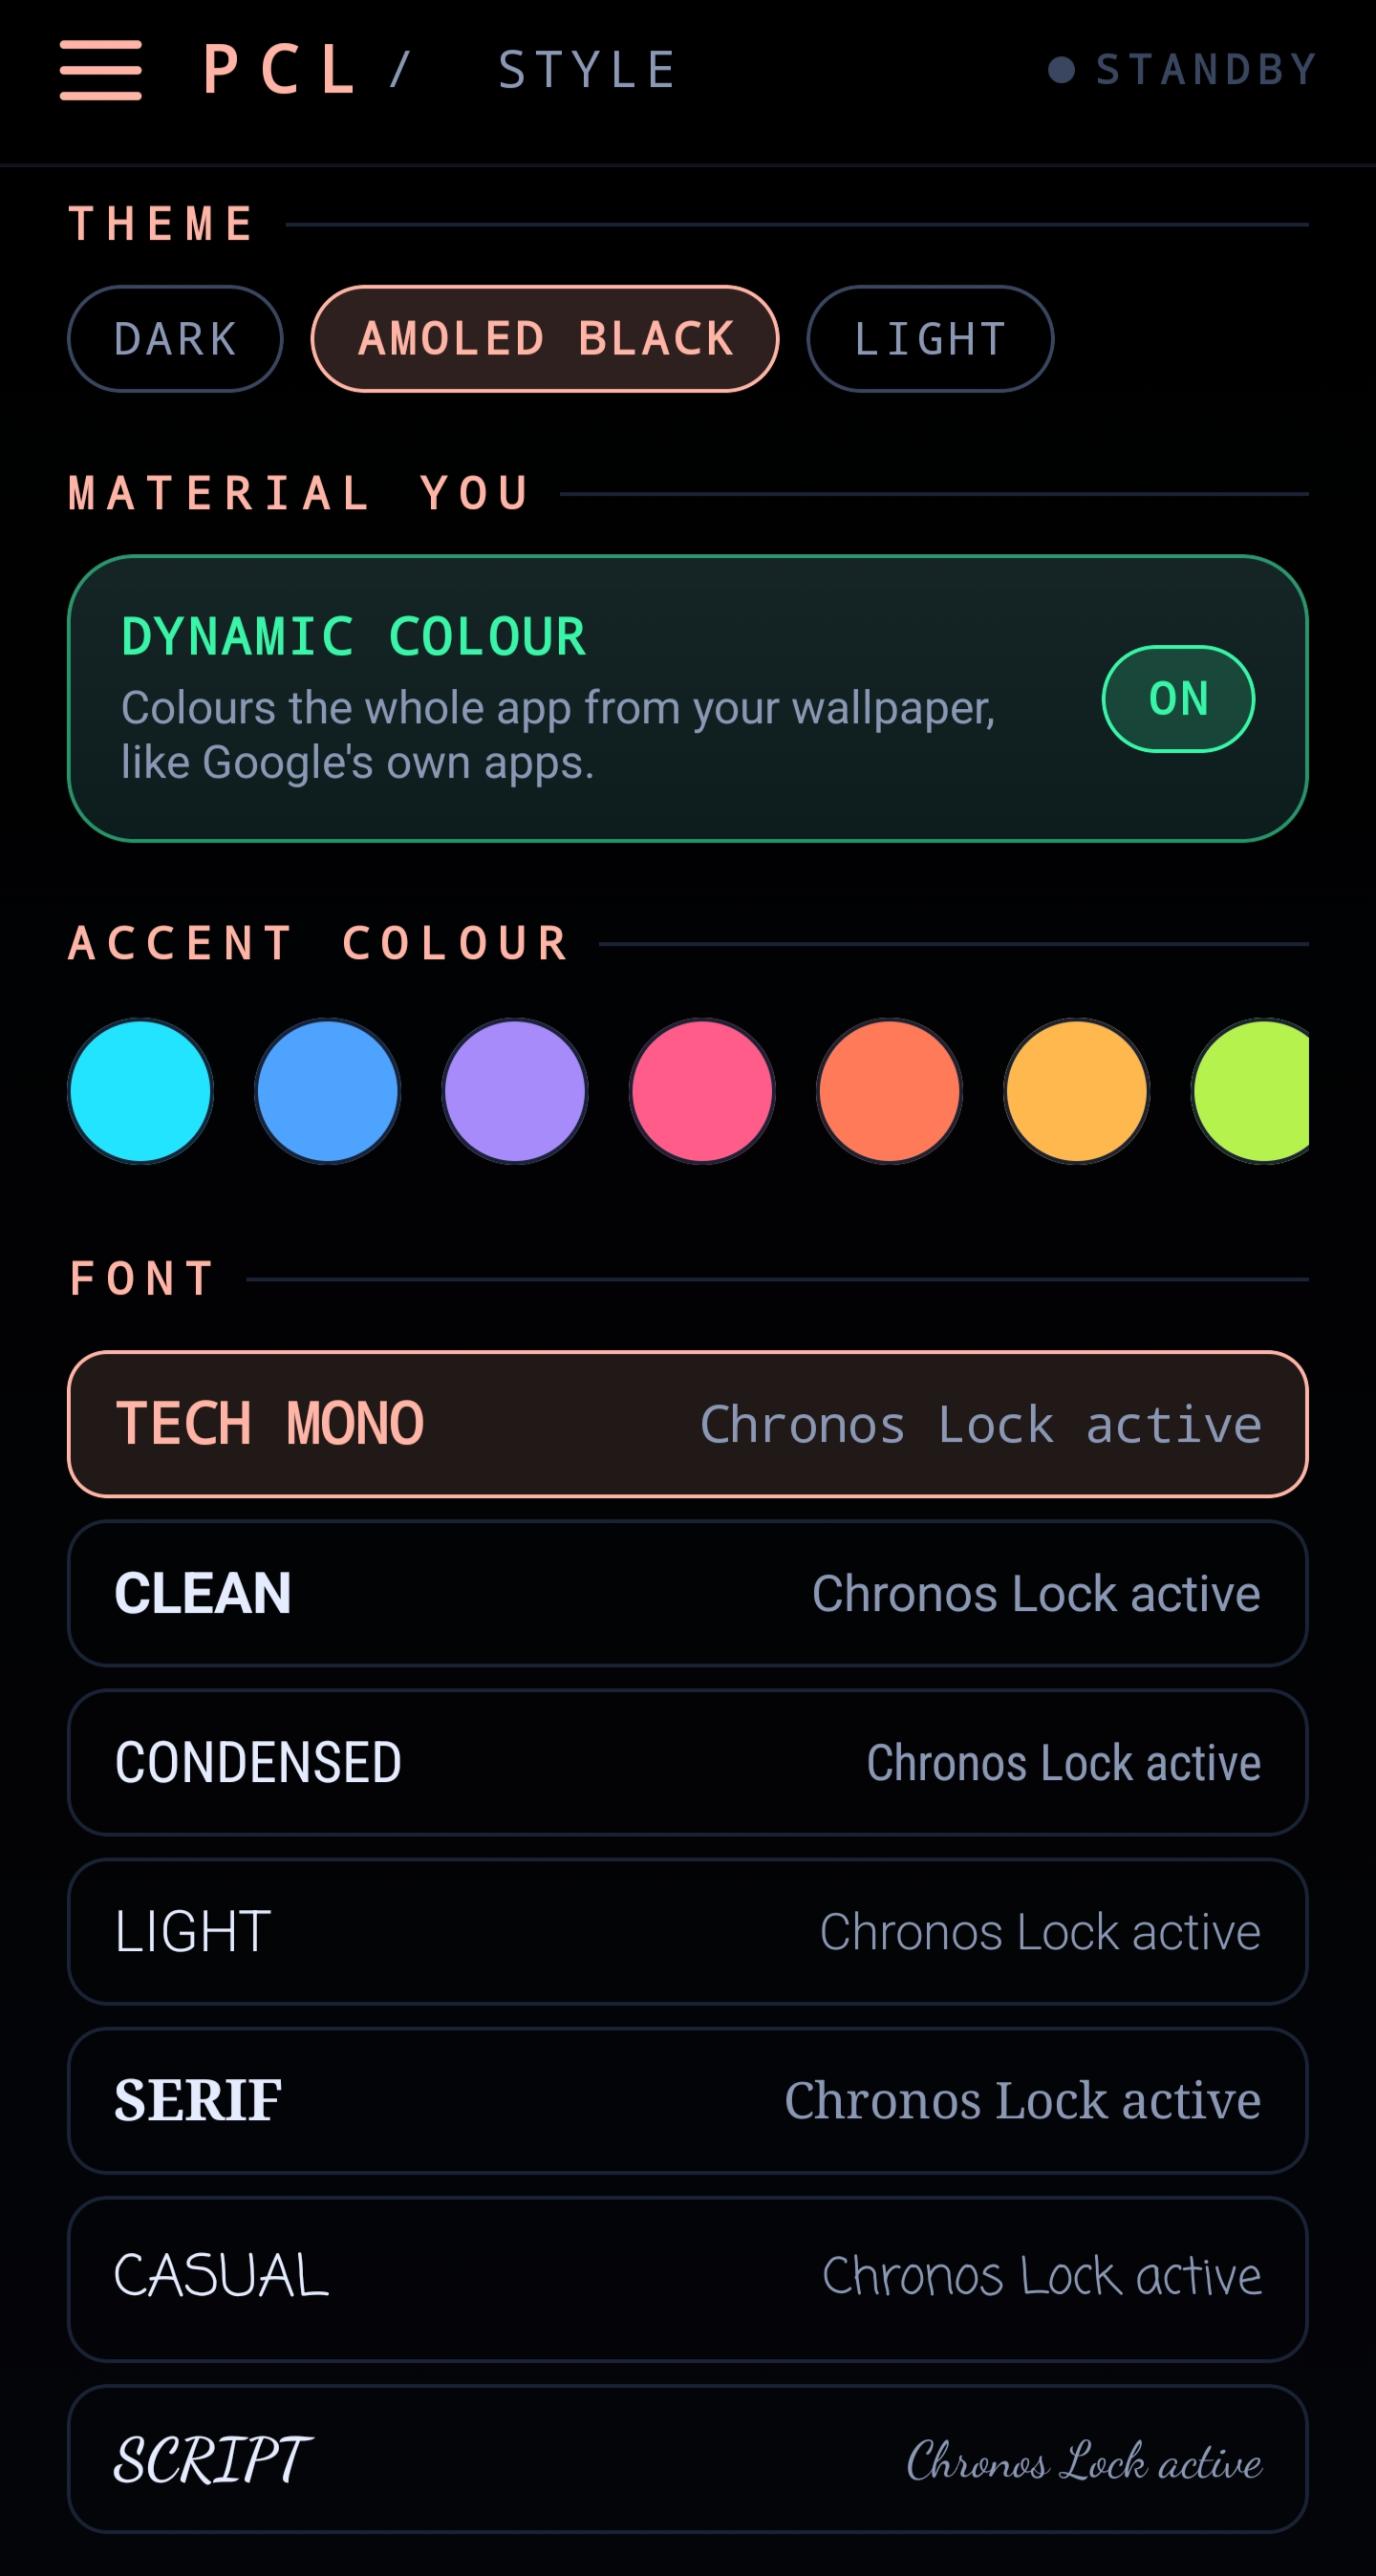 PCL / STYLE
STANDBY
THEME
DARK
AMOLED BLACK
LIGHT
MATERIAL YOU
DYNAMIC COLOUR
Colours the whole app from your wallpaper,
like Google's own apps.
ON
ACCENT COLOUR
FONT
TECH MONO
Chronos Lock active
CLEAN
Chronos Lock active
CONDENSED
Chronos Lock active
LIGHT
Chronos Lock active
SERIF
Chronos Lock active
CASUAL
Chronos Lock active
SCRIPT
Chronos Lock active